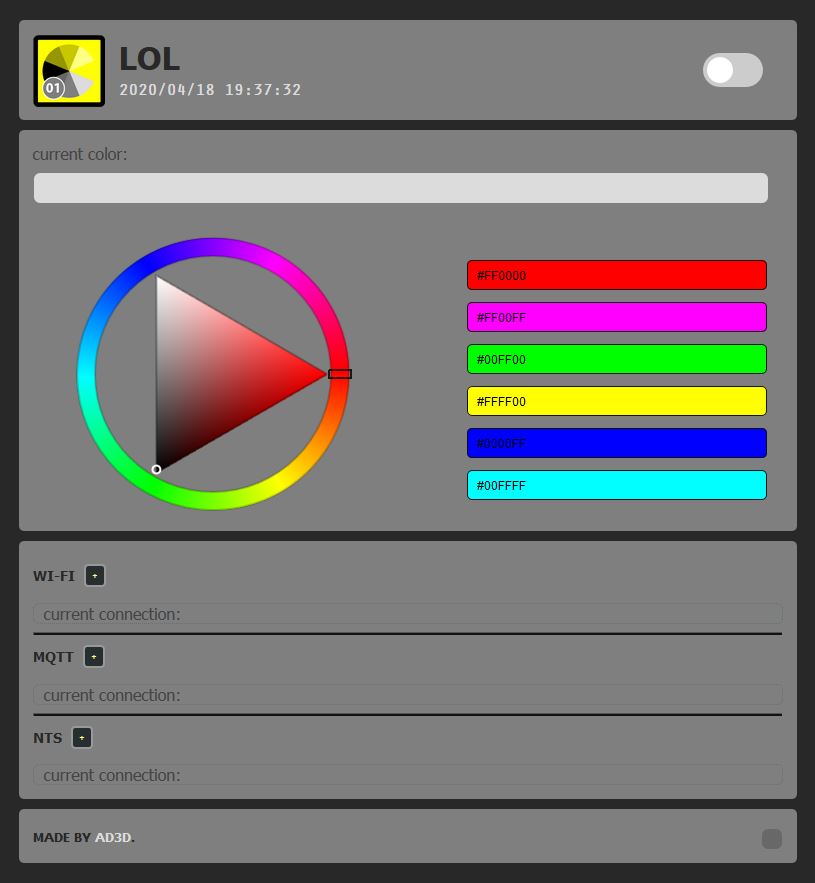 01
LOL
2020/04/18 19:37:32
current color:
#FF0000
#FF00FF
#00FF00
#FFFF00
#0000FF
#00FFFF
WI-FI +
current connection:
MQTT +
current connection:
NTS +
current connection:
MADE BY AD3D.